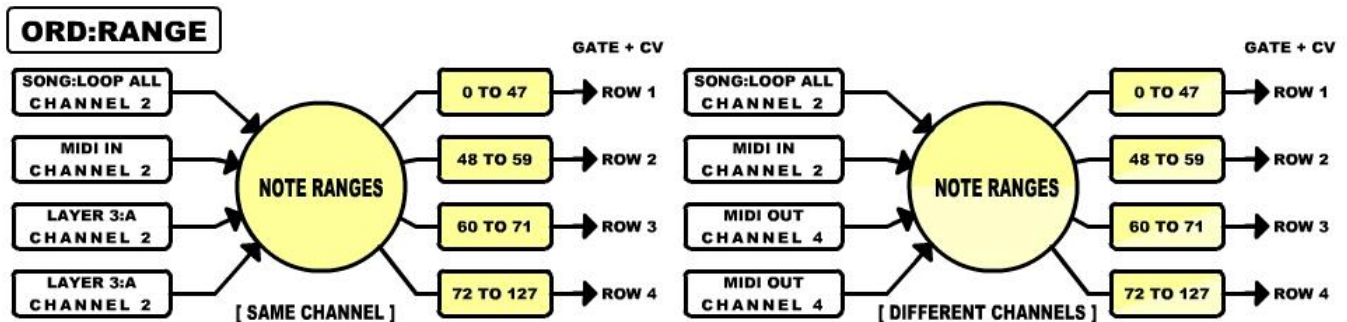 ORD:RANGE
GATE + CV
SONG:LOOP ALL
CHANNEL 2
MIDI IN
CHANNEL 2
LAYER 3:A
CHANNEL 2
LAYER 3:A
CHANNEL 2
NOTE RANGES
0 TO 47
ROW 1
48 TO 59
ROW 2
60 TO 71
ROW 3
72 TO 127
ROW 4
[ SAME CHANNEL ]
GATE + CV
SONG:LOOP ALL
CHANNEL 2
MIDI IN
CHANNEL 2
MIDI OUT
CHANNEL 4
MIDI OUT
CHANNEL 4
NOTE RANGES
0 TO 47
ROW 1
48 TO 59
ROW 2
60 TO 71
ROW 3
72 TO 127
ROW 4
[ DIFFERENT CHANNELS ]